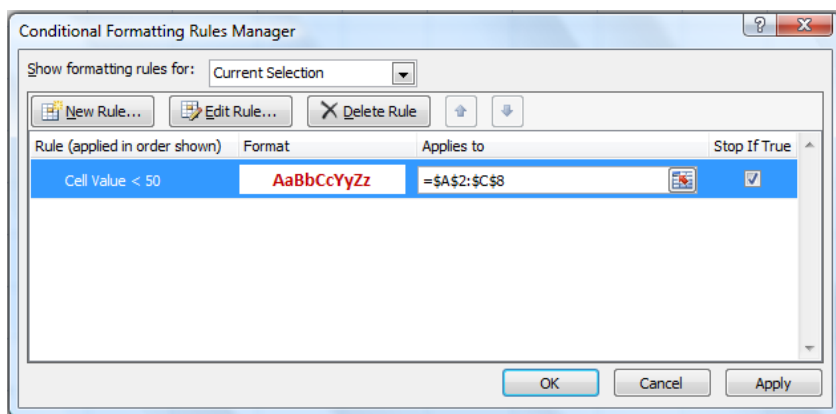 Conditional Formatting Rules Manager
Show formatting rules for: Current Selection
New Rule... Edit Rule... Delete Rule
Rule (applied in order shown) Format Applies to Stop If True
Cell Value < 50 AaBbCcYyZz =$A$2:$C$8
OK Cancel Apply